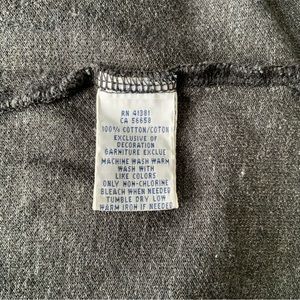 RN 41381
CA 56658
100% COTTON/COTON
EXCLUSIVE OF
DECORATION
GARNITURE EXCLUE
MACHINE WASH WARM
WASH WITH
LIKE COLORS
ONLY NON-CHLORINE
BLEACH WHEN NEEDED
TUMBLE DRY LOW
WARM IRON IF NEEDED